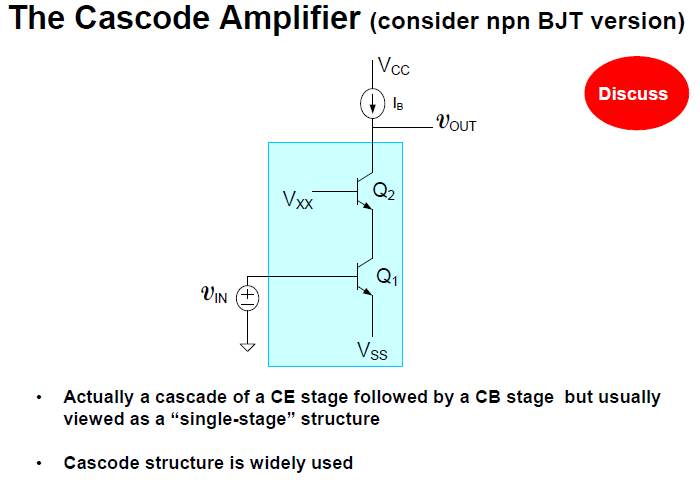 The Cascode Amplifier (consider npn BJT version)
VCC
IB
Discuss
VOUT
Q2
VXX
Q1
VIN
+
VSS
• Actually a cascade of a CE stage followed by a CB stage but usually
viewed as a “single-stage” structure
• Cascode structure is widely used